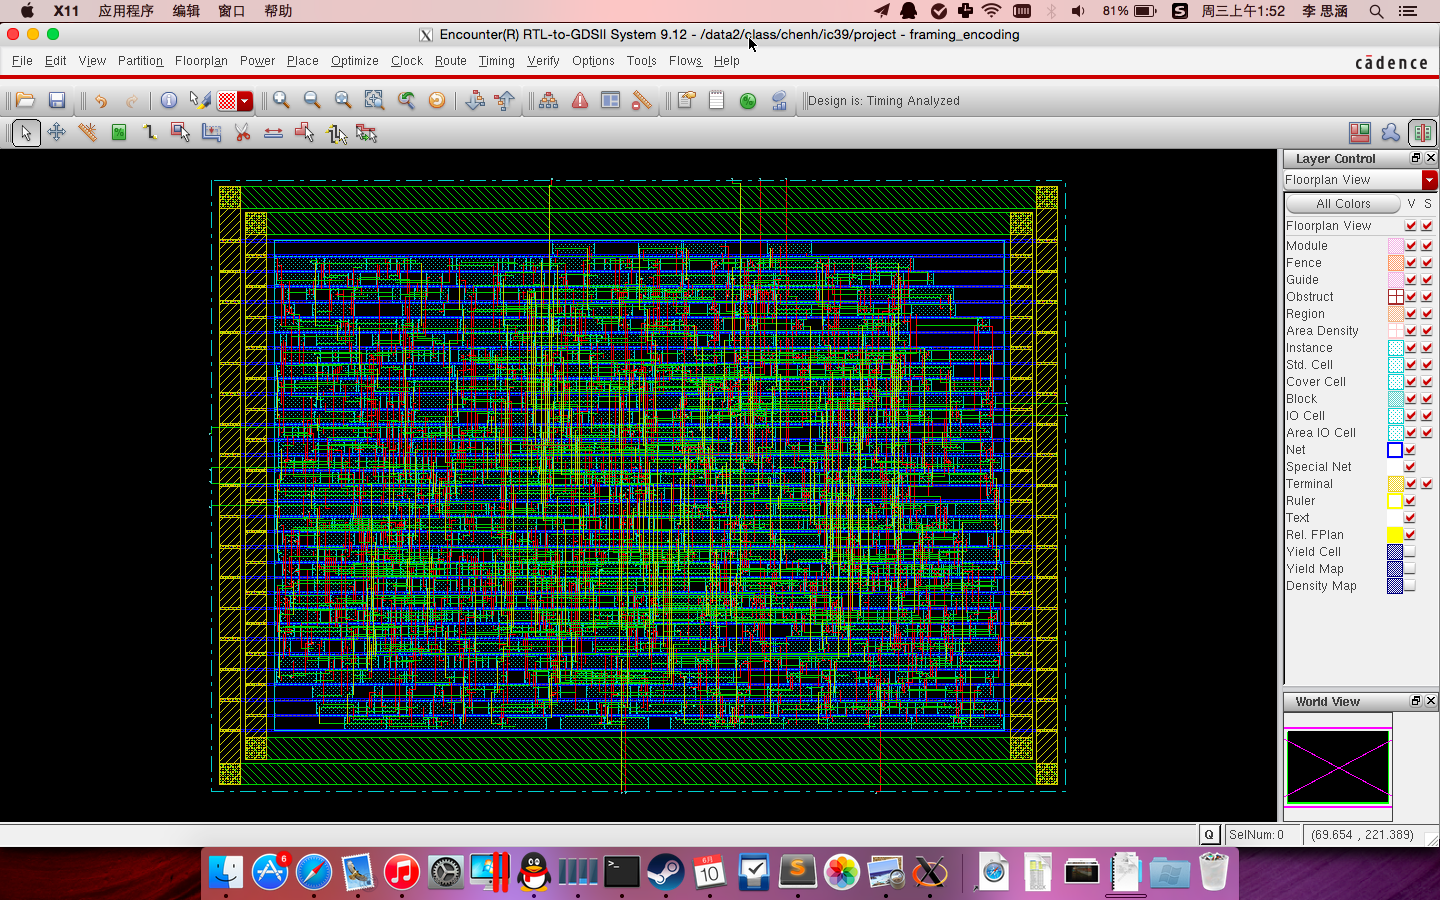 X11 应用程序 编辑 窗口 帮助 81% 周三上午1:52 李 思涵
Encounter(R) RTL-to-GDSII System 9.12 - /data2/class/chenh/ic39/project - framing_encoding
File Edit View Partition Floorplan Power Place Optimize Clock Route Timing Verify Options Tools Flows Help
cādence
Design is: Timing Analyzed
Layer Control
Floorplan View
All Colors V S
Floorplan View
Module
Fence
Guide
Obstruct
Region
Area Density
Instance
Std. Cell
Cover Cell
Block
IO Cell
Area IO Cell
Net
Special Net
Terminal
Ruler
Text
Rel. FPlan
Yield Cell
Yield Map
Density Map
World View
Q SelNum: 0 (69.654 , 221.389)
6
6月
10